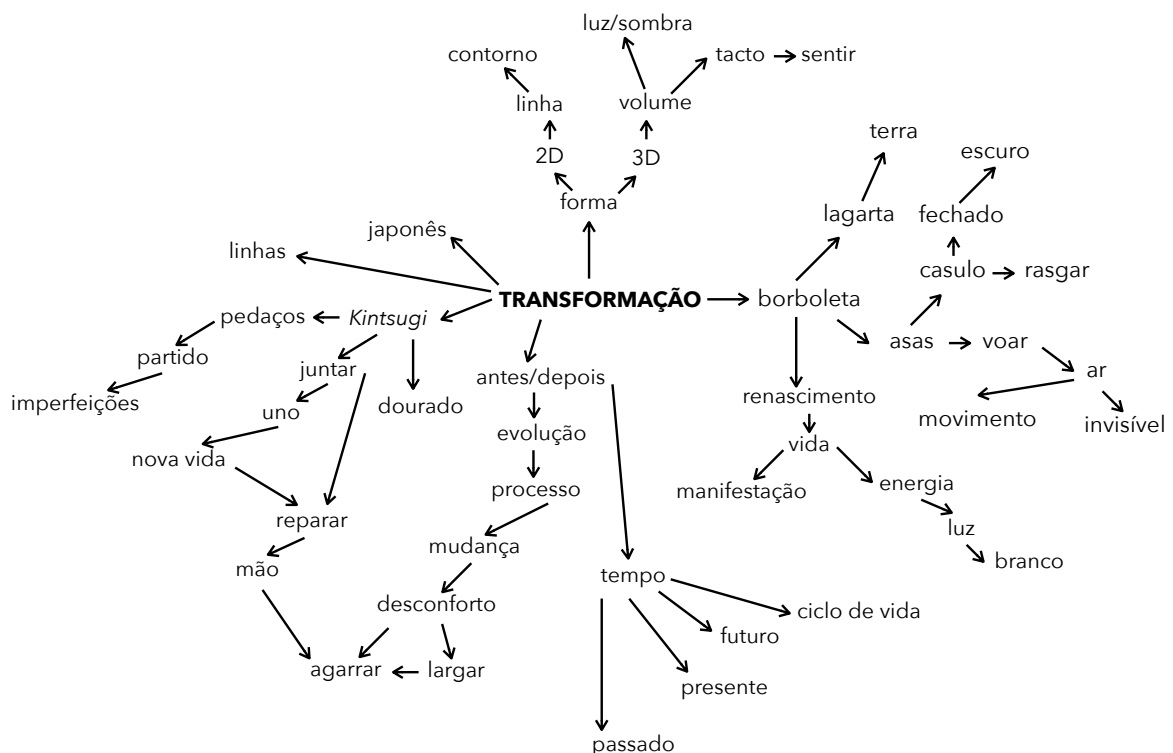 luz/sombra
contorno
tacto
sentir
linha
volume
terra
2D
3D
escuro
forma
lagarta
fechado
japonês
linhas
casulo
rasgar
TRANSFORMAÇÃO
borboleta
pedaços
Kintsugi
asas
voar
partido
juntar
antes/depois
ar
imperfeições
uno
dourado
renascimento
movimento
invisível
evolução
vida
nova vida
processo
manifestação
energia
reparar
luz
mudança
branco
mão
tempo
desconforto
ciclo de vida
futuro
agarrar
largar
presente
passado